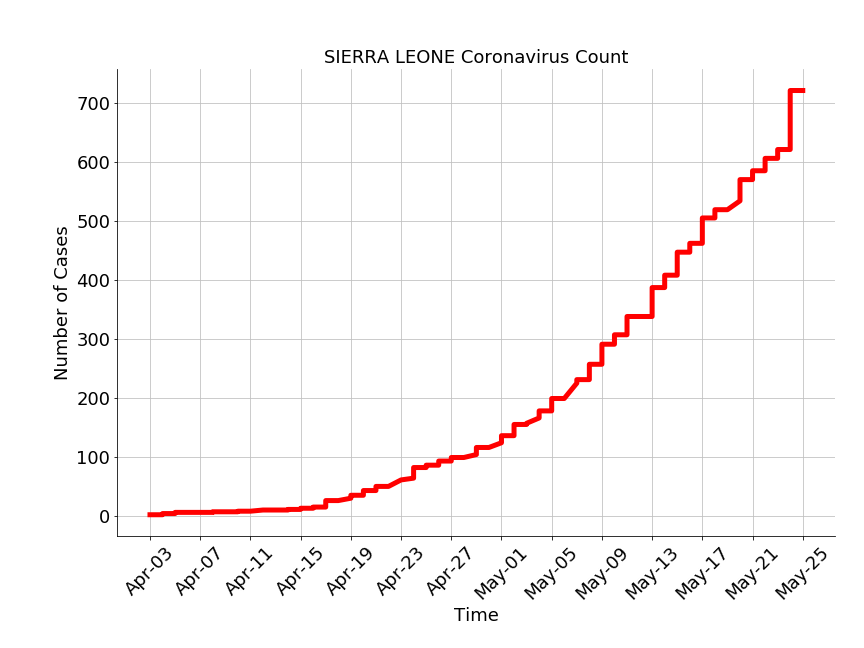 SIERRA LEONE Coronavirus Count
700
600
500
400
300
200
100
0
Number of Cases
Apr-03
Apr-07
Apr-11
Apr-15
Apr-19
Apr-23
Apr-27
May-01
May-05
May-09
May-13
May-17
May-21
May-25
Time